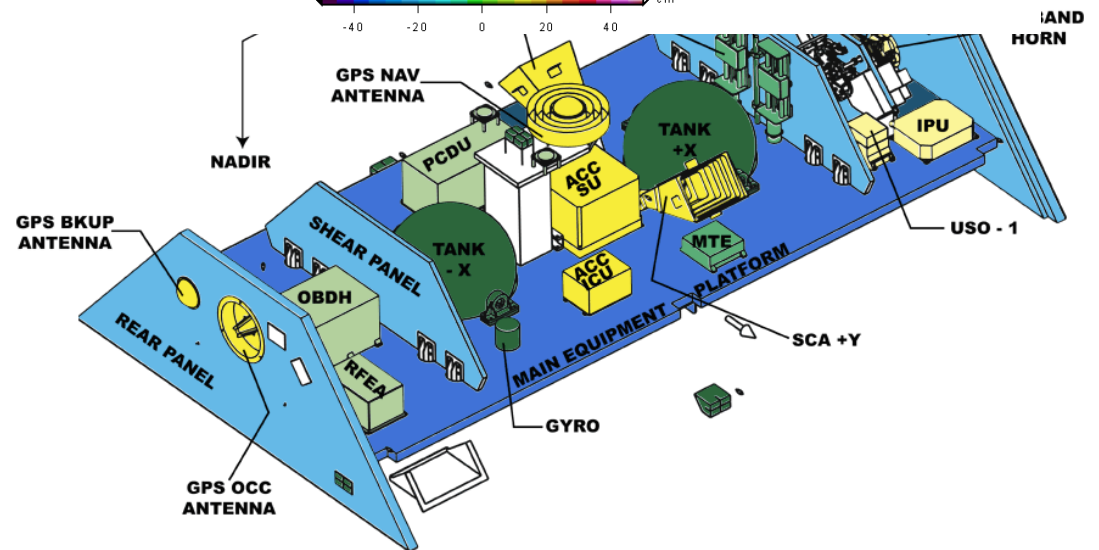 -40 -20 0 20 40 cm
BAND
HORN
GPS NAV
ANTENNA
NADIR
PCDU
TANK
+X
IPU
ACC
SU
USO - 1
GPS BKUP
ANTENNA
SHEAR PANEL
TANK
- X
MTE
ACC
ICU
OBDH
PLATFORM
MAIN EQUIPMENT
SCA +Y
REAR PANEL
RFEA
GYRO
GPS OCC
ANTENNA